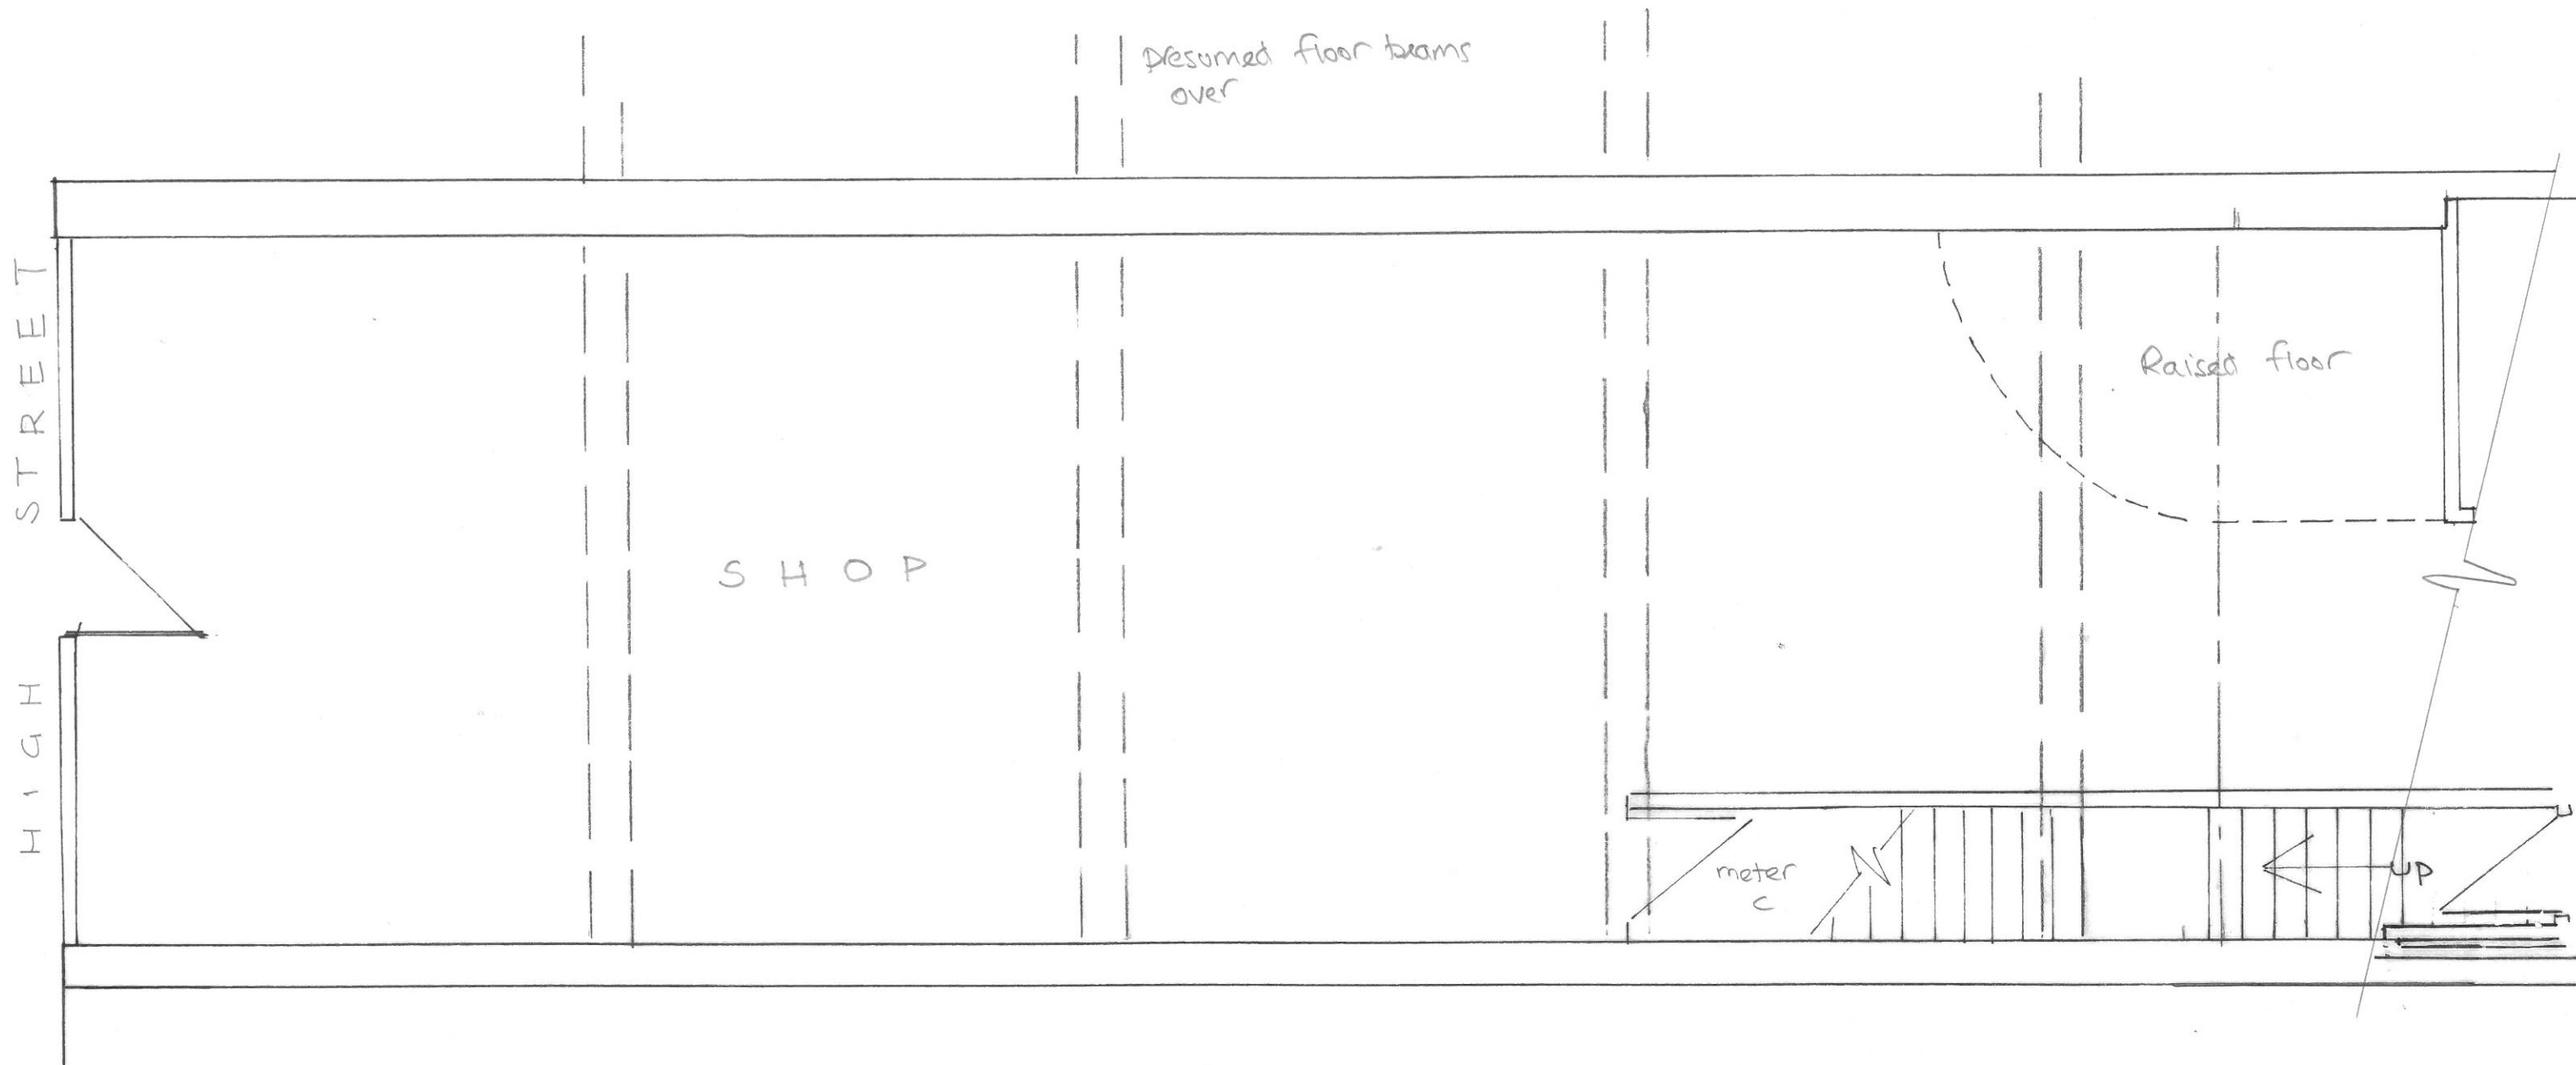 presumed floor beams
over
HIGH STREET
Raised floor
SHOP
meter
c
UP